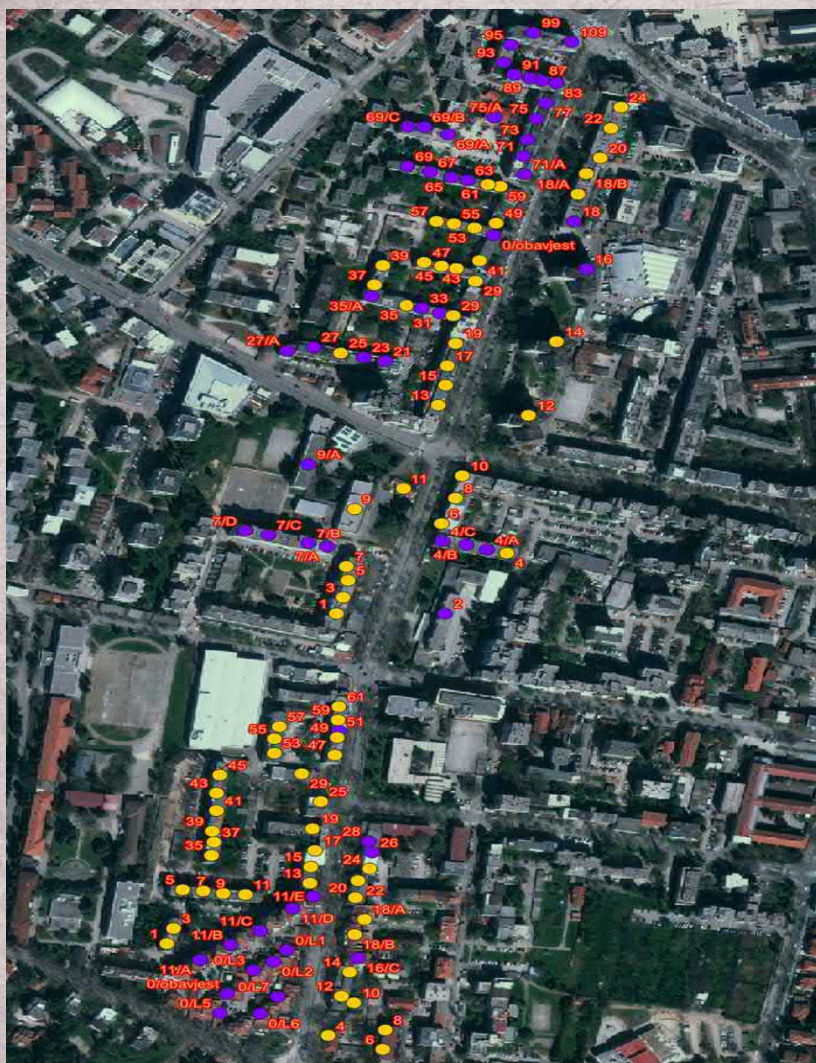 99
95
109
93
91
87
89
83
24
75/A
75
77
22
69/C
69/B
73
69/A
71
20
69
67
63
71/A
18/A
18/B
65
61
59
57
55
49
18
53
0/obavjest
39
47
16
37
45
43
41
29
35/A
33
35
31
29
27/A
27
19
14
25
23
21
17
15
13
12
9/A
10
11
8
9
6
7/D
7/C
7/B
4/C
4/A
7/A
4/B
4
7
5
3
1
2
61
59
57
51
55
49
53
47
45
29
43
25
41
19
28
39
37
17
26
35
15
24
5
7
13
9
11
20
22
11/E
3
11/C
11/D
18/A
1
11/B
0/L1
18/B
11/A
0/L3
0/L2
16/C
14
0/obavjest
0/L7
12
10
0/L5
0/L6
4
8
6